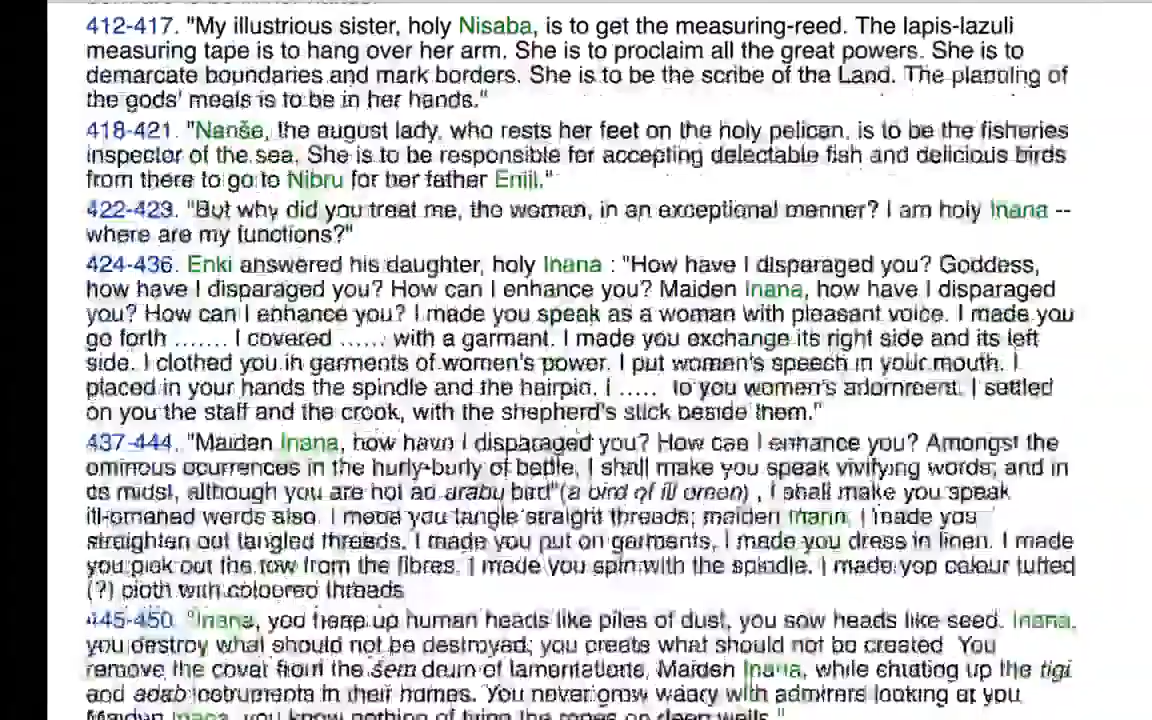 412-417. "My illustrious sister, holy Nisaba, is to get the measuring-reed. The lapis-lazuli
measuring tape is to hang over her arm. She is to proclaim all the great powers. She is to
demarcate boundaries and mark borders. She is to be the scribe of the Land. The planning of
the gods' meals is to be in her hands."
418-421. "Nanše, the august lady, who rests her feet on the holy pelican, is to be the fisheries
inspector of the sea. She is to be responsible for accepting delectable fish and delicious birds
from there to go to Nibru for her father Enlil."
422-423. "But why did you treat me, the woman, in an exceptional manner? I am holy Inana --
where are my functions?"
424-436. Enki answered his daughter, holy Inana : "How have I disparaged you? Goddess,
how have I disparaged you? How can I enhance you? Maiden Inana, how have I disparaged
you? How can I enhance you? I made you speak as a woman with pleasant voice. I made you
go forth ....... I covered ...... with a garment. I made you exchange its right side and its left
side. I clothed you in garments of women's power. I put women's speech in your mouth. I
placed in your hands the spindle and the hairpin. I ..... to you women's adornment. I settled
on you the staff and the crook, with the shepherd's stick beside them."
437-444. "Maiden Inana, how have I disparaged you? How can I enhance you? Amongst the
ominous ocurrences in the hurly-burly of battle, I shall make you speak vivifying words; and in
its midst, although you are not an arabu bird"(a bird of ill omen) , I shall make you speak
ill-omened words also. I made you tangle straight threads; maiden Inana, I made you
straighten out tangled threads. I made you put on garments, I made you dress in linen. I made
you pick out the tow from the fibres, I made you spin with the spindle. I made you colour tufted
(?) cloth with coloured threads
445-450. "Inana, you heap up human heads like piles of dust, you sow heads like seed. Inana,
you destroy what should not be destroyed; you create what should not be created You
remove the cover from the šem drum of lamentations, Maiden Inana, while shutting up the tigi
and adab instruments in their homes. You never grow weary with admirers looking at you
Maiden Inana, you know nothing of tying the ropes on deep wells."